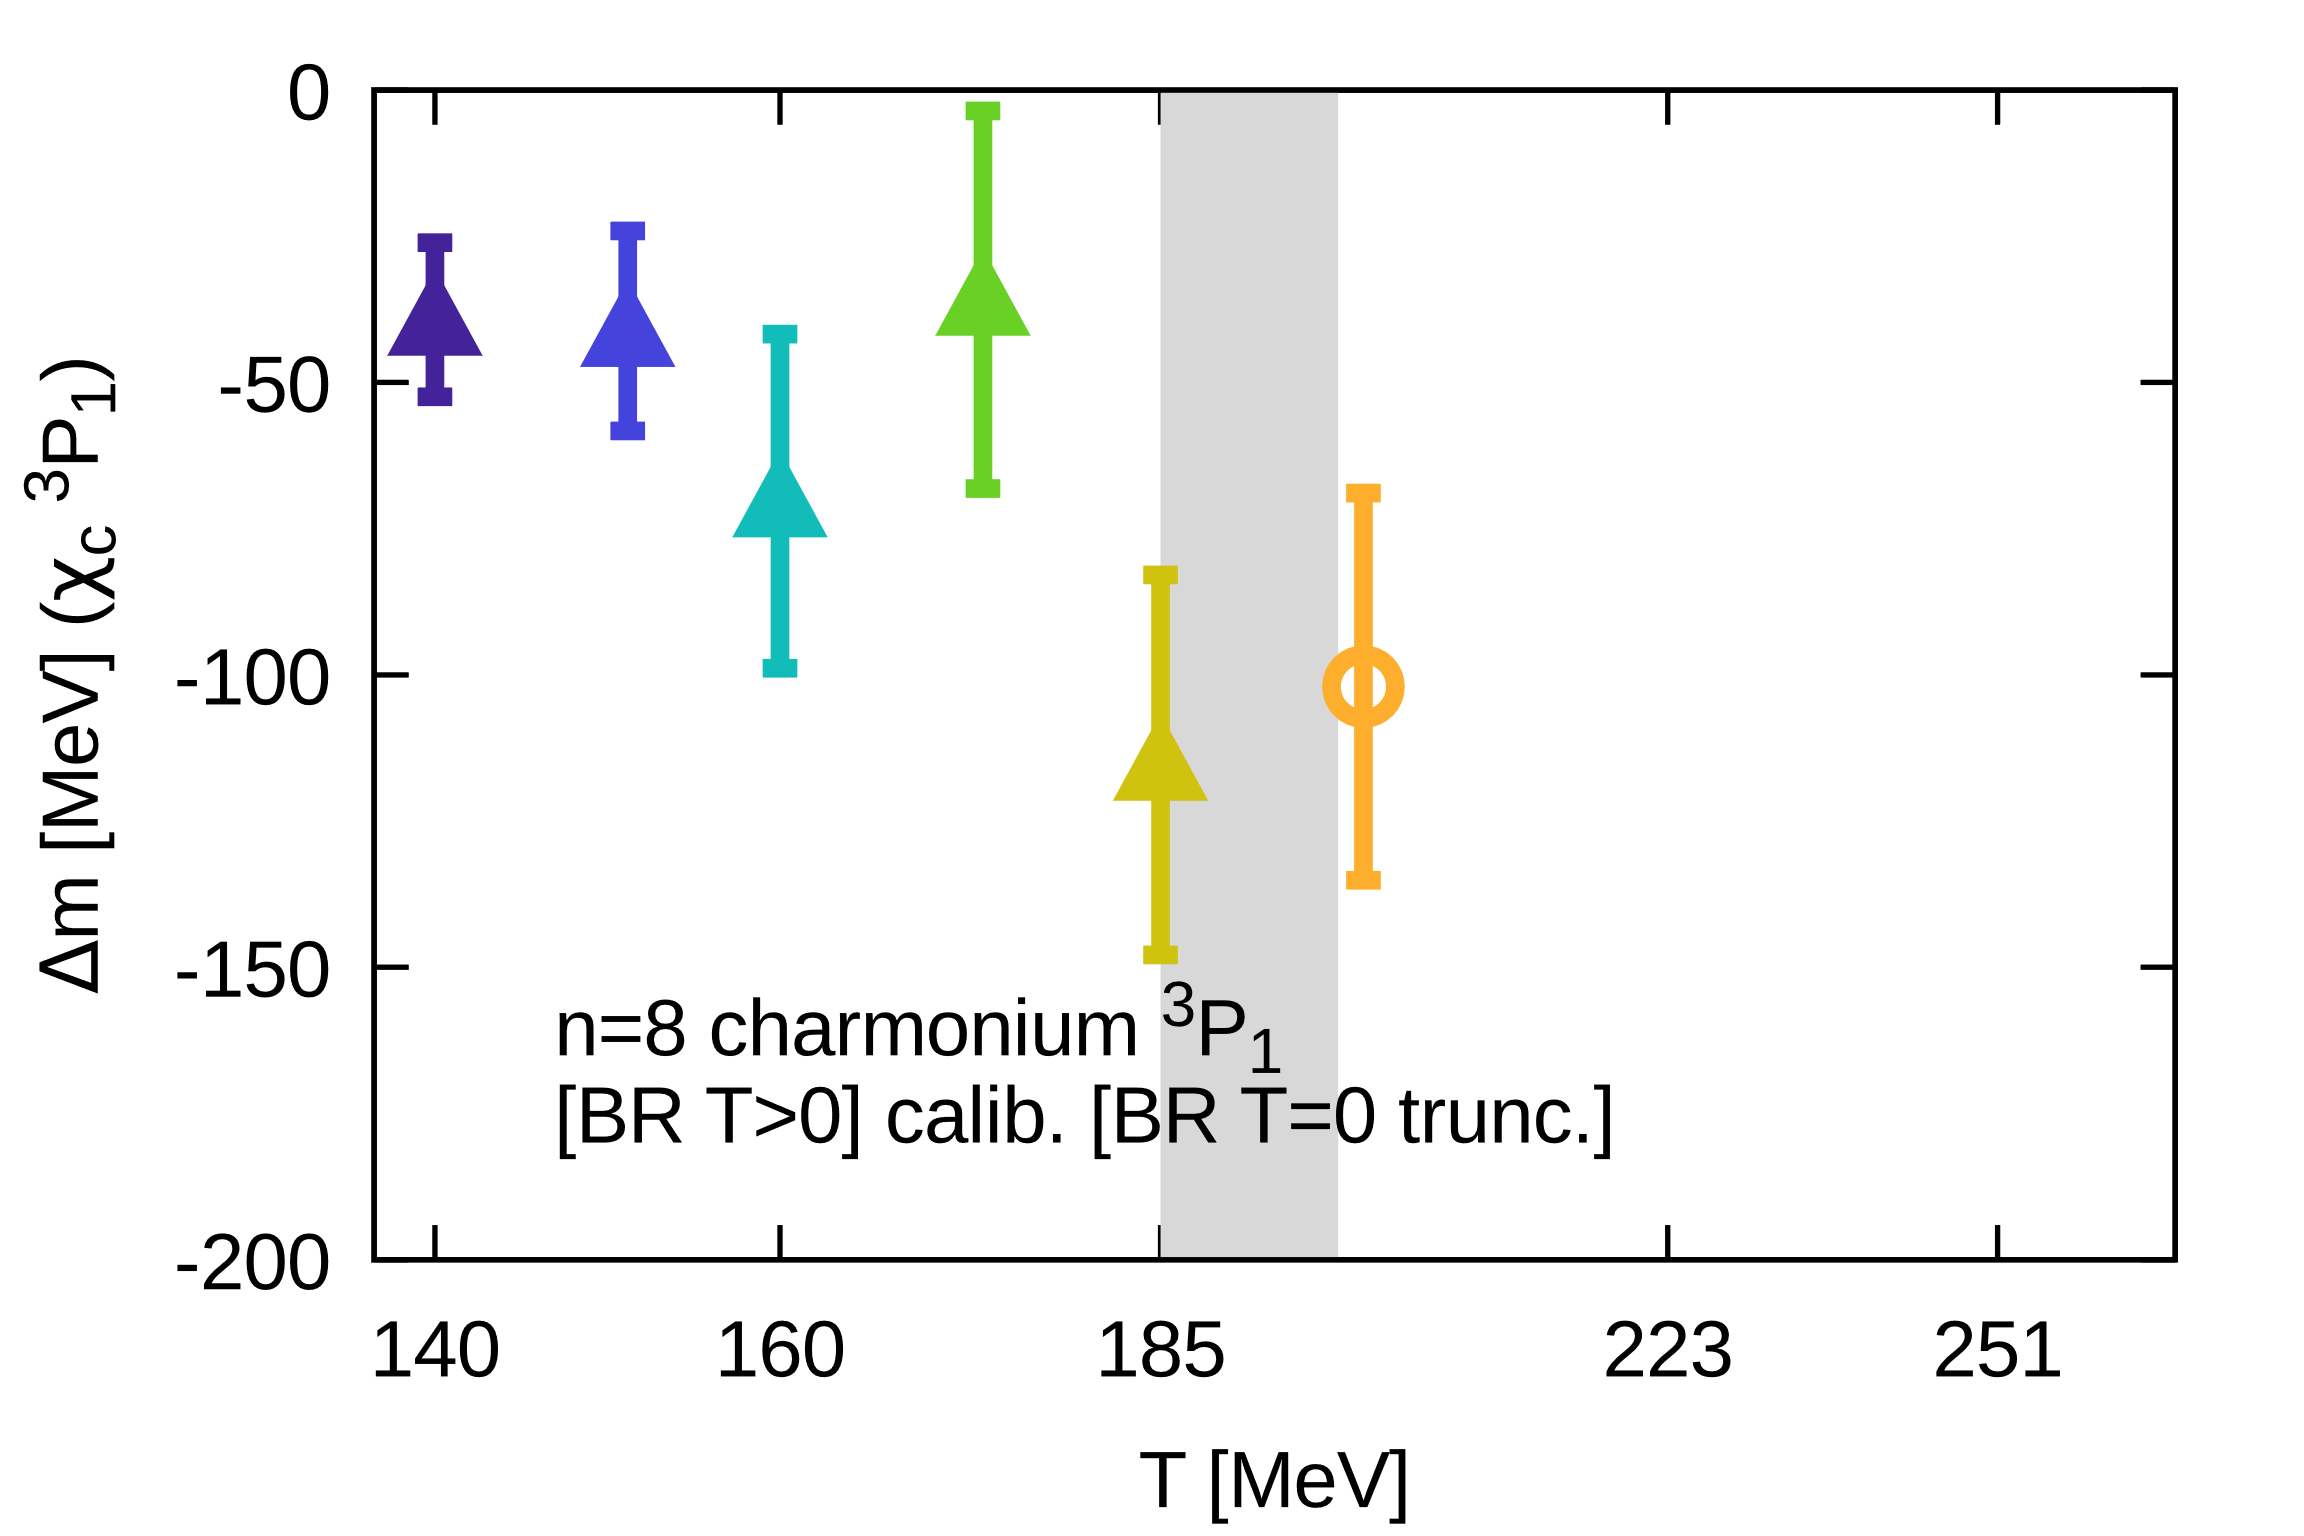 0
-50
-100
-150
-200
Δm [MeV] (χc ³P₁)
n=8 charmonium ³P₁
[BR T>0] calib. [BR T=0 trunc.]
140 160 185 223 251
T [MeV]